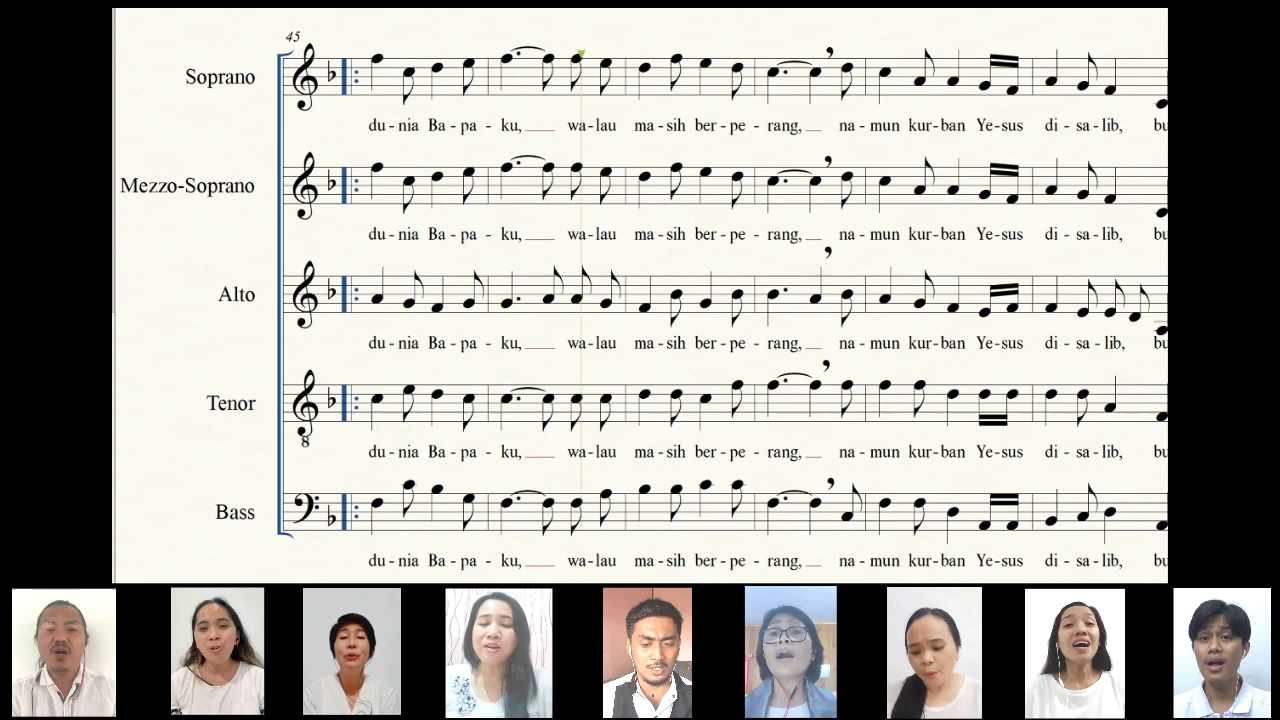 45
Soprano
du - nia Ba - pa - ku, wa - lau ma - sih ber - pe - rang, na - mun kur - ban Ye - sus di - sa - lib, bu
Mezzo-Soprano
du - nia Ba - pa - ku, wa - lau ma - sih ber - pe - rang, na - mun kur - ban Ye - sus di - sa - lib, bu
Alto
du - nia Ba - pa - ku, wa - lau ma - sih ber - pe - rang, na - mun kur - ban Ye - sus di - sa - lib, bu
Tenor
8
du - nia Ba - pa - ku, wa - lau ma - sih ber - pe - rang, na - mun kur - ban Ye - sus di - sa - lib, bu
Bass
du - nia Ba - pa - ku, wa - lau ma - sih ber - pe - rang, na - mun kur - ban Ye - sus di - sa - lib, bu